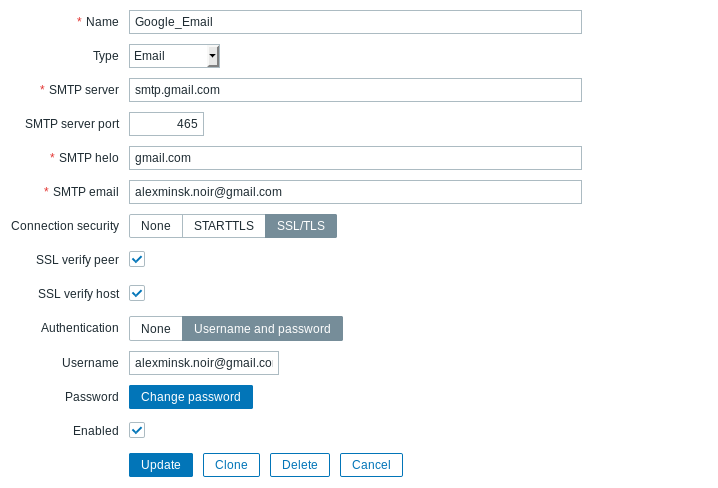 * Name Google_Email
Type Email
* SMTP server smtp.gmail.com
SMTP server port 465
* SMTP helo gmail.com
* SMTP email alexminsk.noir@gmail.com
Connection security None STARTTLS SSL/TLS
SSL verify peer
SSL verify host
Authentication None Username and password
Username alexminsk.noir@gmail.co
Password Change password
Enabled
Update Clone Delete Cancel